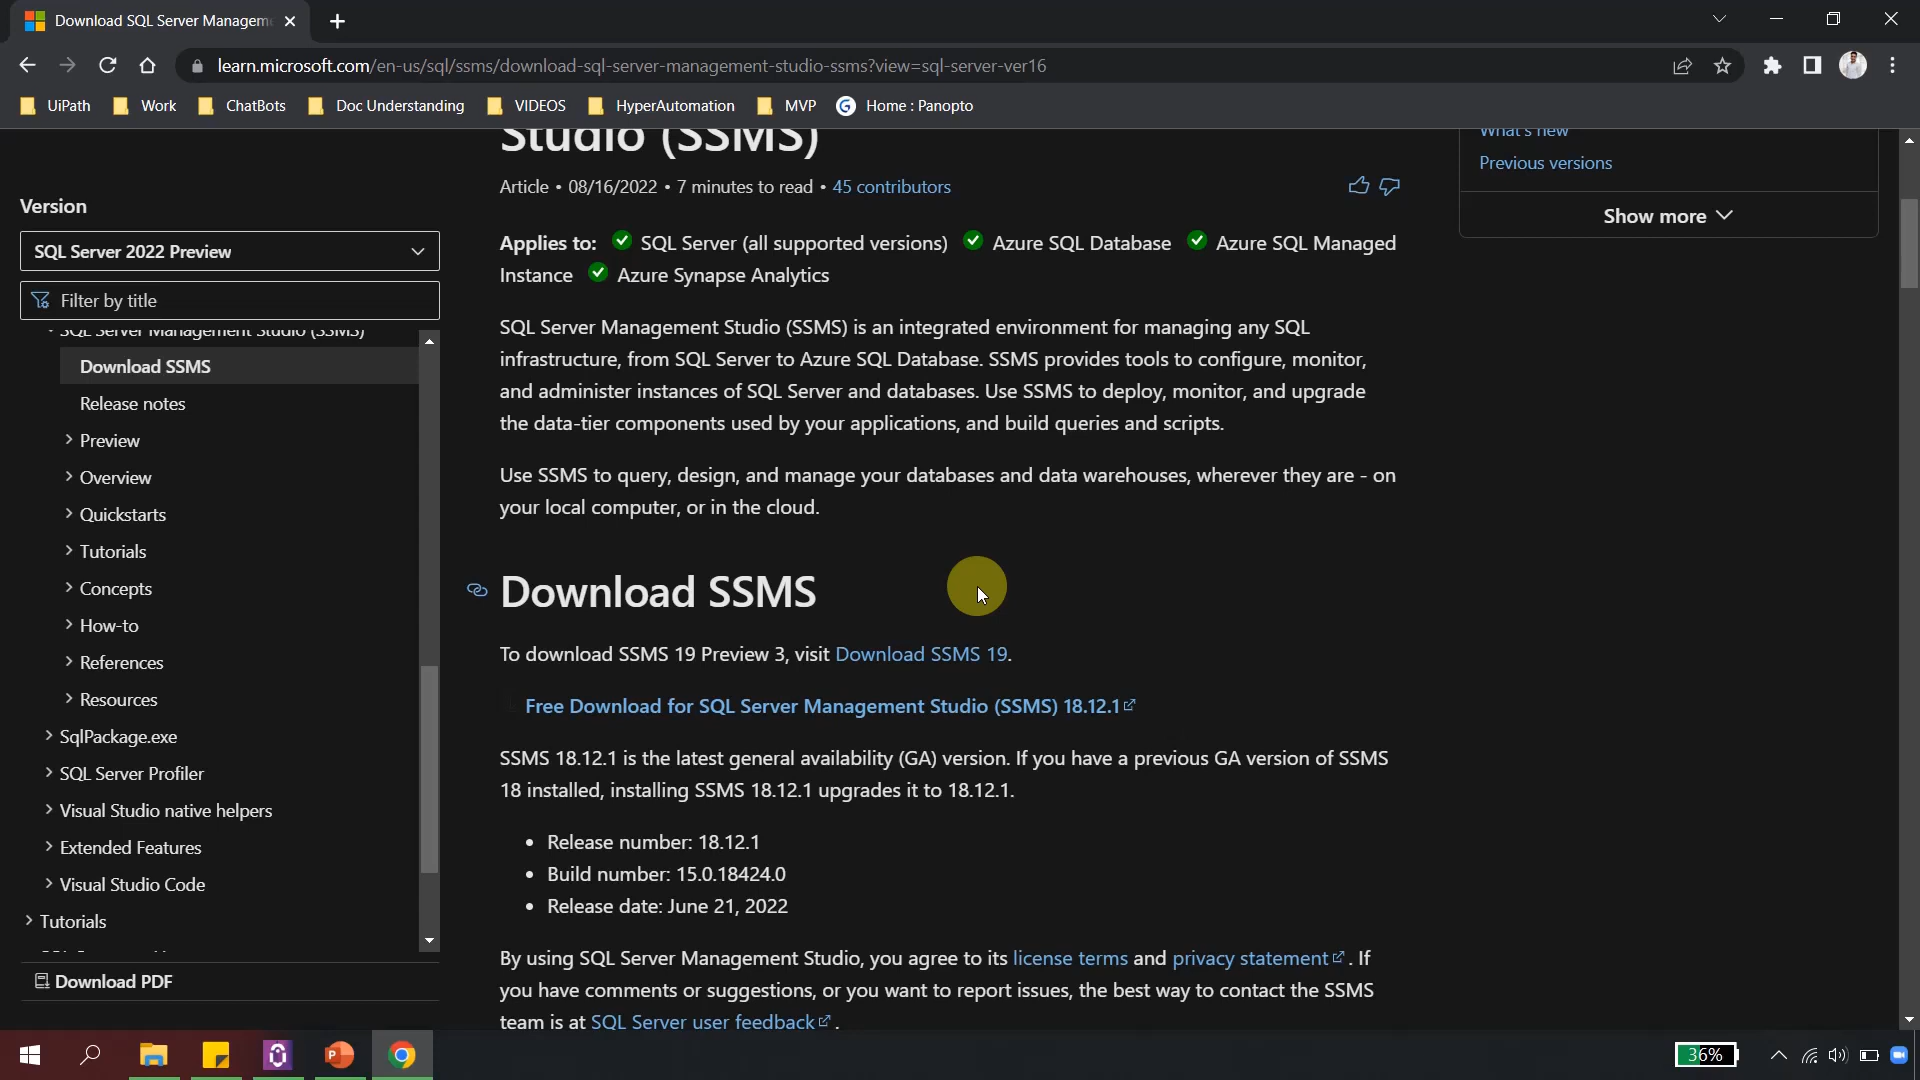 Download SQL Server Managem
learn.microsoft.com/en-us/sql/ssms/download-sql-server-management-studio-ssms?view=sql-server-ver16
UiPath
Work
ChatBots
Doc Understanding
VIDEOS
HyperAutomation
MVP
Home : Panopto
Version
SQL Server 2022 Preview
Filter by title
SQL Server Management Studio (SSMS)
Download SSMS
Release notes
Preview
Overview
Quickstarts
Tutorials
Concepts
How-to
References
Resources
SqlPackage.exe
SQL Server Profiler
Visual Studio native helpers
Extended Features
Visual Studio Code
Tutorials
Download PDF
Studio (SSMS)
Article • 08/16/2022 • 7 minutes to read • 45 contributors
Applies to: SQL Server (all supported versions) Azure SQL Database Azure SQL Managed
Instance Azure Synapse Analytics
SQL Server Management Studio (SSMS) is an integrated environment for managing any SQL
infrastructure, from SQL Server to Azure SQL Database. SSMS provides tools to configure, monitor,
and administer instances of SQL Server and databases. Use SSMS to deploy, monitor, and upgrade
the data-tier components used by your applications, and build queries and scripts.
Use SSMS to query, design, and manage your databases and data warehouses, wherever they are - on
your local computer, or in the cloud.
Download SSMS
To download SSMS 19 Preview 3, visit Download SSMS 19.
Free Download for SQL Server Management Studio (SSMS) 18.12.1
SSMS 18.12.1 is the latest general availability (GA) version. If you have a previous GA version of SSMS
18 installed, installing SSMS 18.12.1 upgrades it to 18.12.1.
• Release number: 18.12.1
• Build number: 15.0.18424.0
• Release date: June 21, 2022
By using SQL Server Management Studio, you agree to its license terms and privacy statement. If
you have comments or suggestions, or you want to report issues, the best way to contact the SSMS
team is at SQL Server user feedback.
What's new
Previous versions
Show more
36%